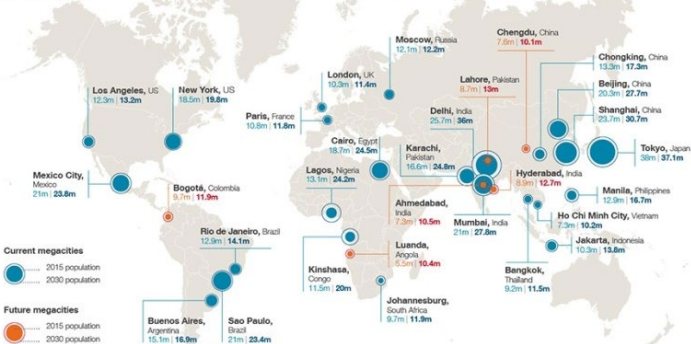 Moscow, Russia
12.1m | 12.2m
Chengdu, China
7.6m | 10.1m
Chongking, China
13.3m | 17.3m
London, UK
10.3m | 11.4m
Lahore, Pakistan
8.7m | 13m
Beijing, China
20.3m | 27.7m
Los Angeles, US
12.3m | 13.2m
New York, US
18.5m | 19.8m
Paris, France
10.8m | 11.8m
Delhi, India
25.7m | 36m
Shanghai, China
23.7m | 30.7m
Cairo, Egypt
18.7m | 24.5m
Karachi,
Pakistan
16.6m | 24.8m
Tokyo, Japan
38m | 37.1m
Mexico City,
Mexico
21m | 23.8m
Lagos, Nigeria
13.1m | 24.2m
Hyderabad, India
8.9m | 12.7m
Bogotá, Colombia
9.7m | 11.9m
Manila, Philippines
12.9m | 16.7m
Ahmedabad,
India
7.3m | 10.5m
Mumbai, India
21m | 27.8m
Ho Chi Minh City, Vietnam
7.3m | 10.2m
Rio de Janeiro, Brazil
12.9m | 14.1m
Luanda,
Angola
5.5m | 10.4m
Jakarta, Indonesia
10.3m | 13.8m
Current megacities
2015 population
2030 population
Kinshasa,
Congo
11.5m | 20m
Bangkok,
Thailand
9.2m | 11.5m
Johannesburg,
South Africa
9.7m | 11.9m
Future megacities
2015 population
2030 population
Buenos Aires,
Argentina
15.1m | 16.9m
Sao Paulo,
Brazil
21m | 23.4m